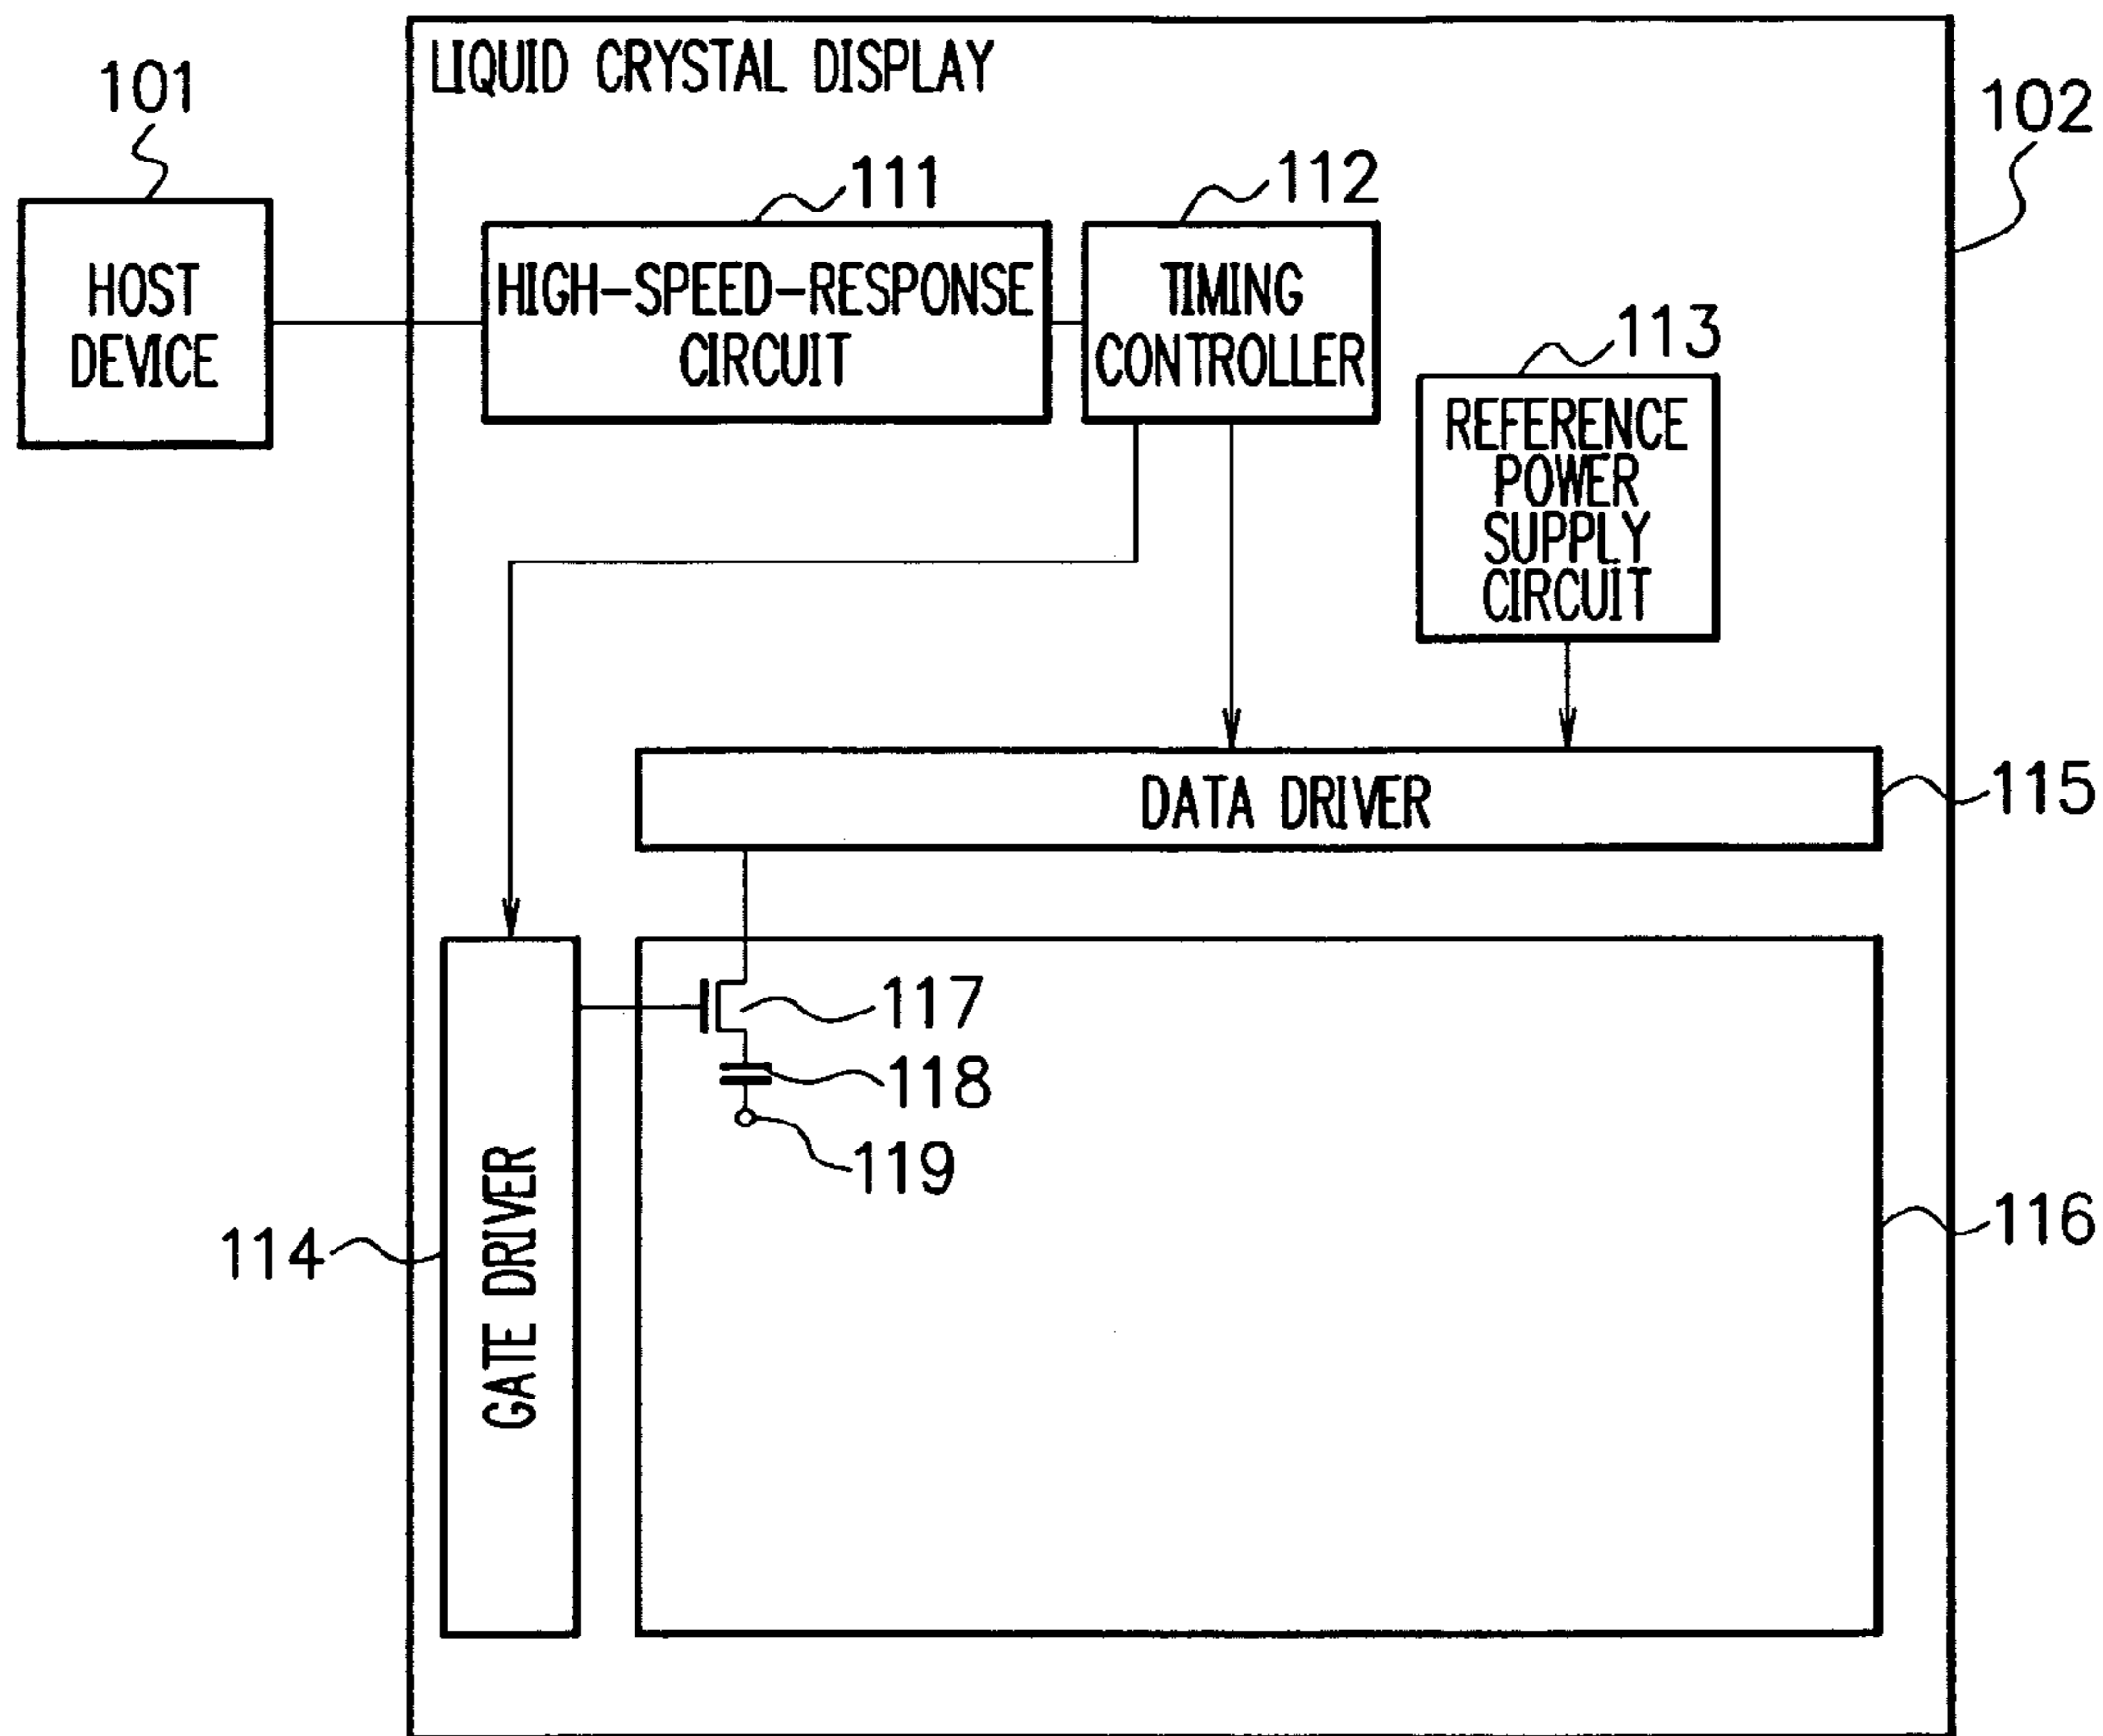 LIQUID CRYSTAL DISPLAY
101
102
111
112
HOST
DEVICE
HIGH-SPEED-RESPONSE
CIRCUIT
TIMING
CONTROLLER
113
REFERENCE
POWER
SUPPLY
CIRCUIT
DATA DRIVER
115
117
118
119
114
GATE DRIVER
116